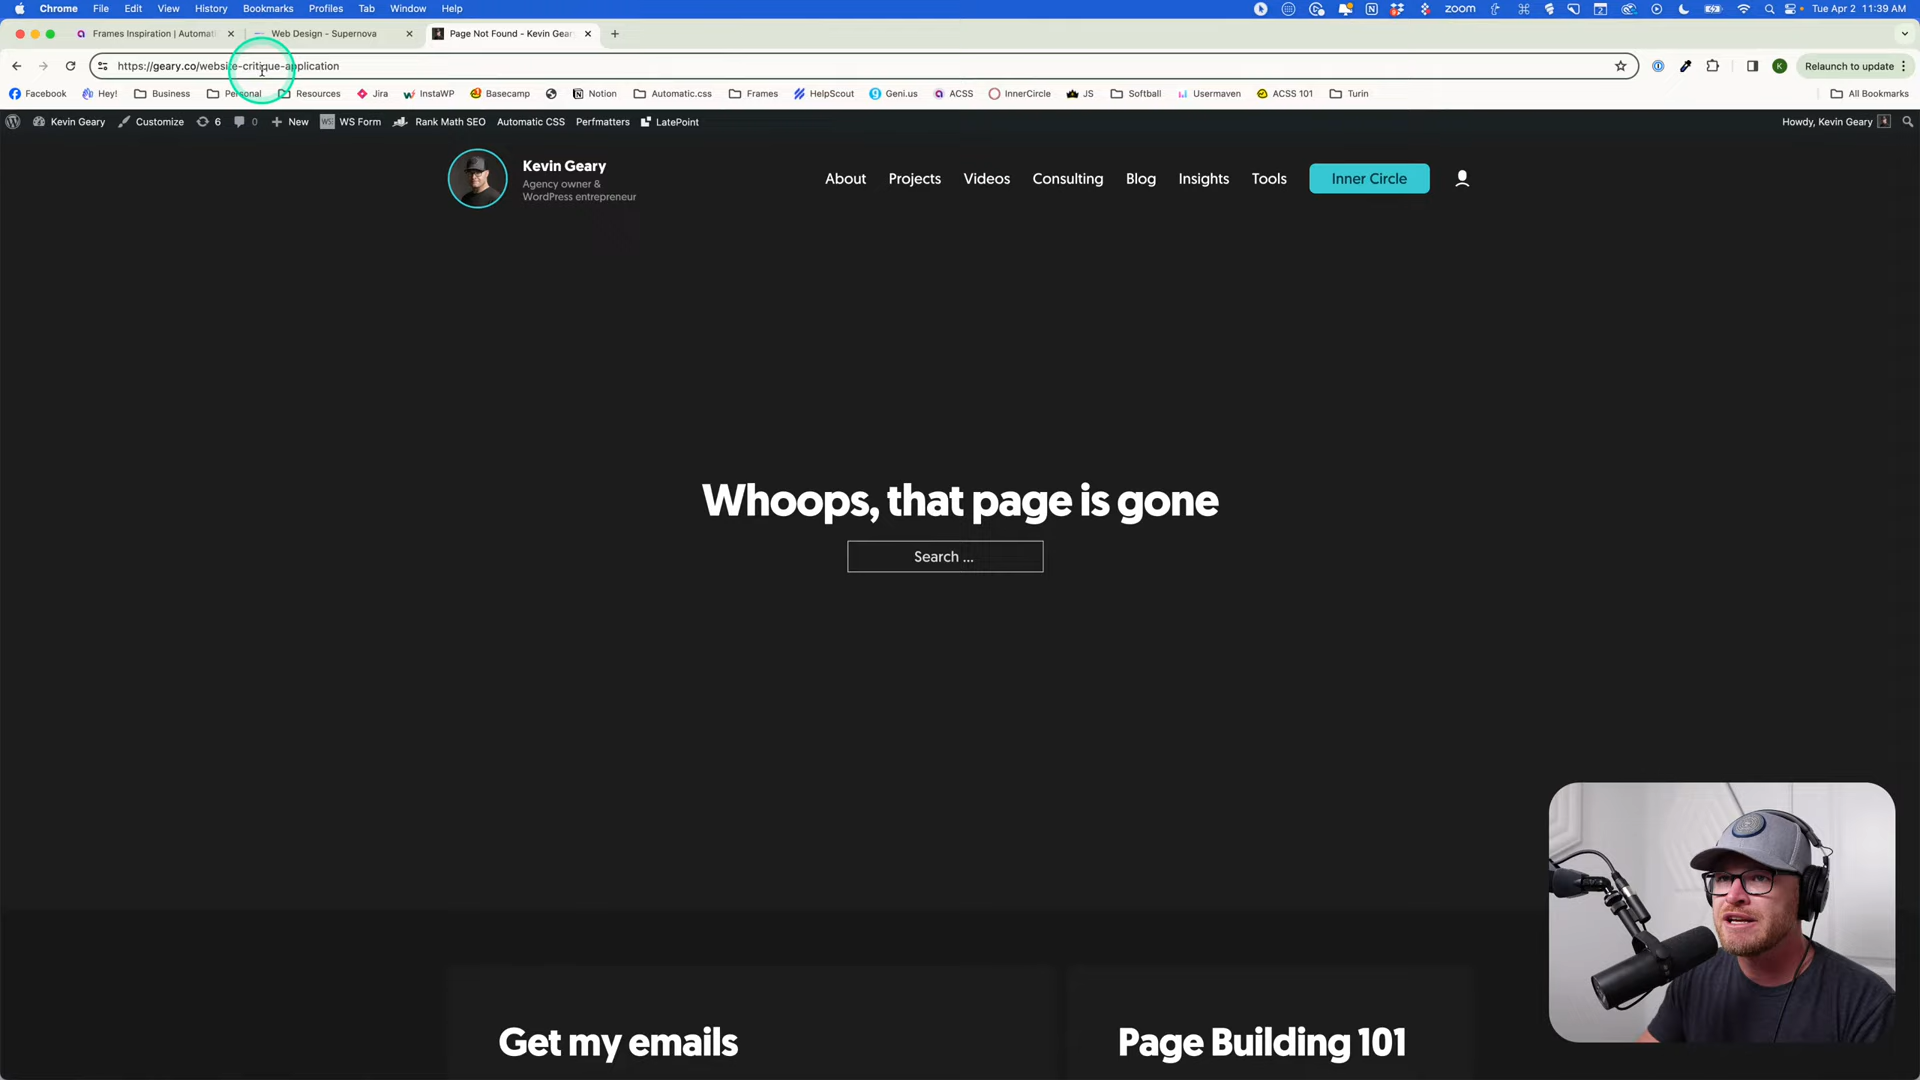 Chrome File Edit View History Bookmarks Profiles Tab Window Help zoom Tue Apr 2 11:39 AM
Frames Inspiration | Automati Web Design - Supernova Page Not Found - Kevin Gear
https://geary.co/website-critique-application Relaunch to update
Facebook Hey! Business Personal Resources Jira InstaWP Basecamp Notion Automatic.css Frames HelpScout Geni.us ACSS InnerCircle JS Softball Usermaven ACSS 101 Turin All Bookmarks
Kevin Geary Customize 6 0 New WS Form Rank Math SEO Automatic CSS Perfmatters LatePoint Howdy, Kevin Geary
Kevin Geary
Agency owner &
WordPress entrepreneur
About Projects Videos Consulting Blog Insights Tools Inner Circle
Whoops, that page is gone
Search ...
Get my emails
Page Building 101